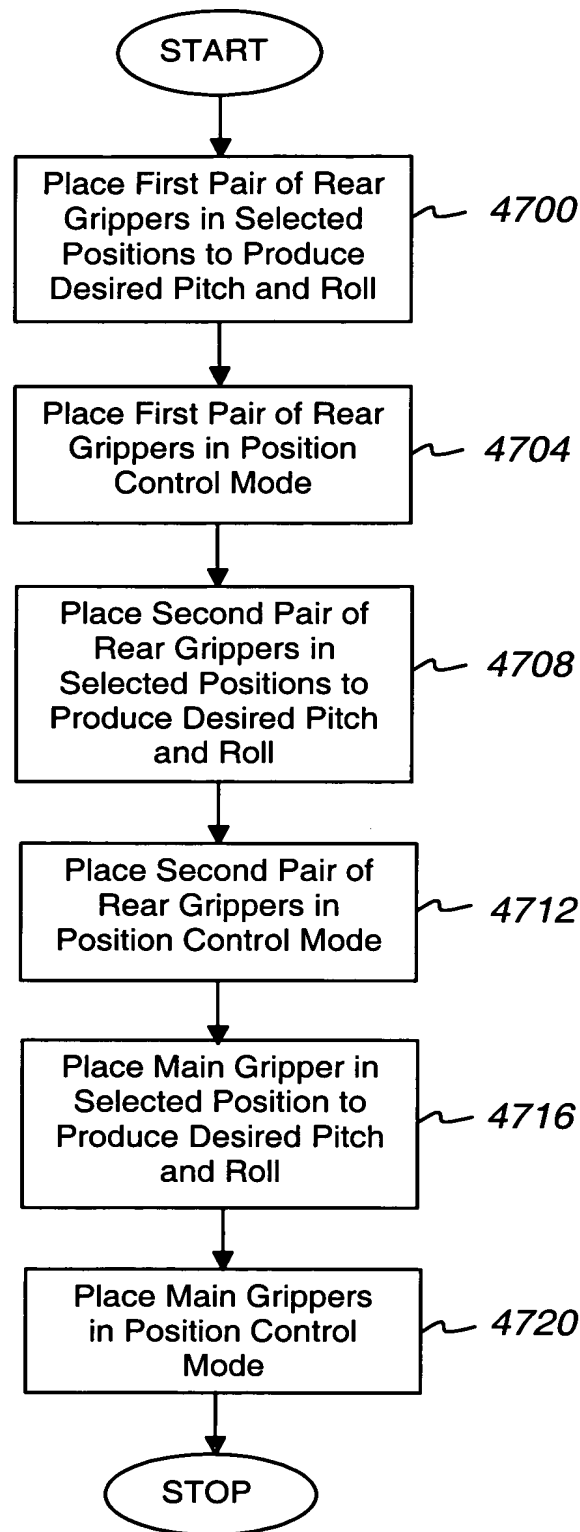 START
Place First Pair of Rear
Grippers in Selected
Positions to Produce
Desired Pitch and Roll
4700
Place First Pair of Rear
Grippers in Position
Control Mode
4704
Place Second Pair of
Rear Grippers in
Selected Positions to
Produce Desired Pitch
and Roll
4708
Place Second Pair of
Rear Grippers in
Position Control Mode
4712
Place Main Gripper in
Selected Position to
Produce Desired Pitch
and Roll
4716
Place Main Grippers
in Position Control
Mode
4720
STOP